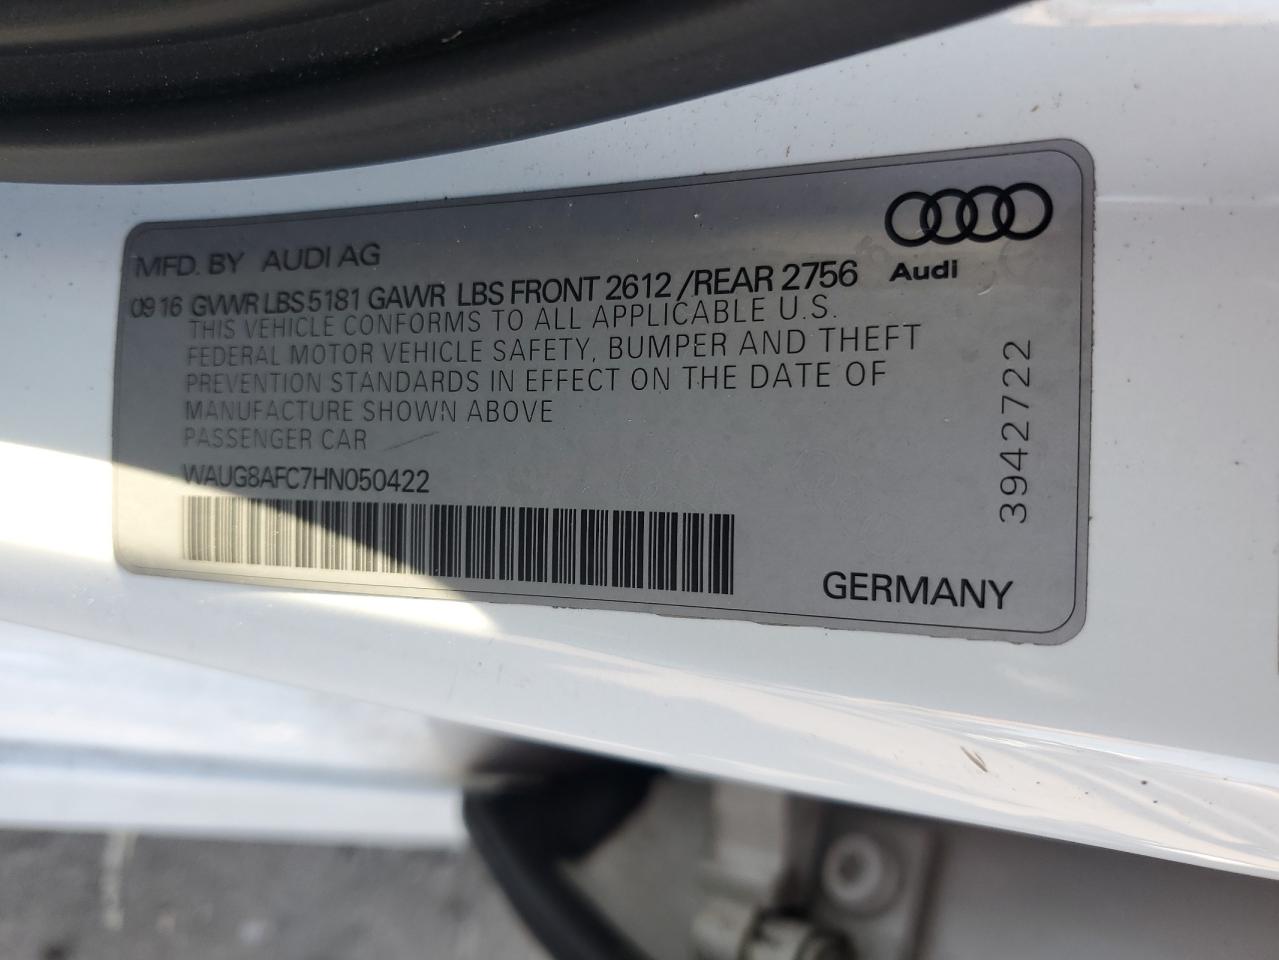 MFD. BY AUDI AG
Audi
09 16 GVWR LBS 5181 GAWR LBS FRONT 2612 /REAR 2756
THIS VEHICLE CONFORMS TO ALL APPLICABLE U.S.
FEDERAL MOTOR VEHICLE SAFETY, BUMPER AND THEFT
PREVENTION STANDARDS IN EFFECT ON THE DATE OF
MANUFACTURE SHOWN ABOVE
PASSENGER CAR
WAUG8AFC7HN050422
39427722
GERMANY